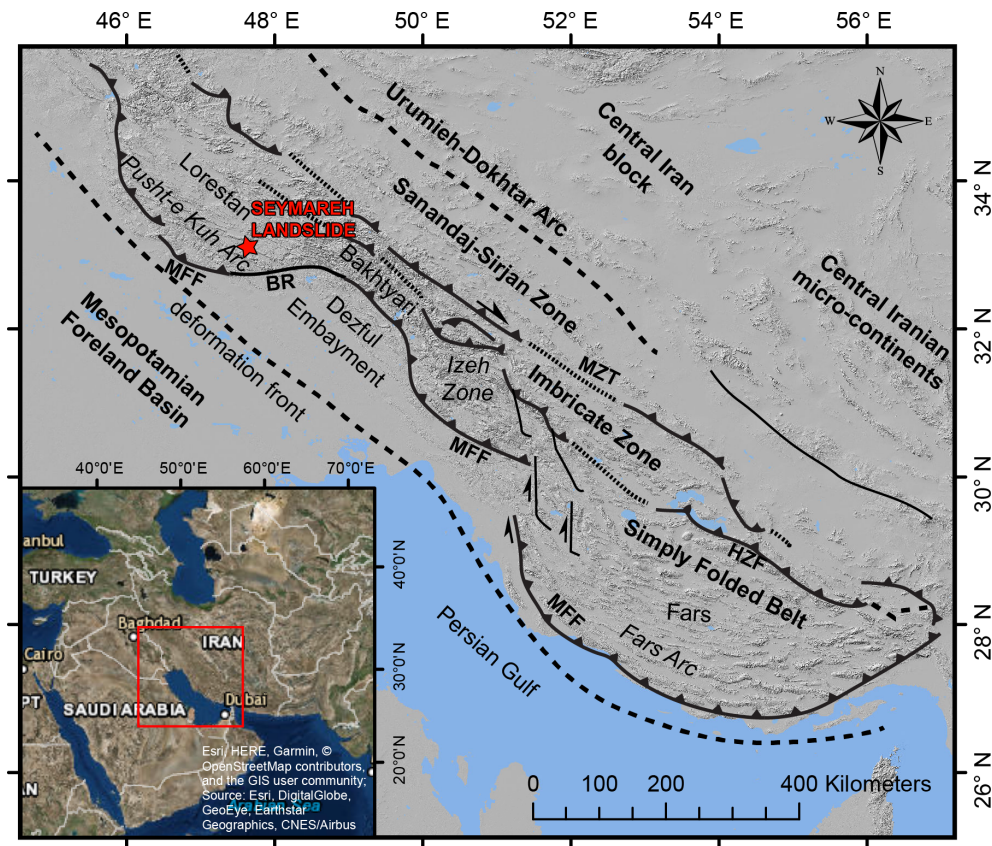 46° E
48° E
50° E
52° E
54° E
56° E
34° N
32° N
30° N
28° N
26° N
N
W
E
S
Urumieh-Dokhtar Arc
Central Iran
block
Sanandaj-Sirjan Zone
Central Iranian
micro-continents
Lorestan
Pusht-e Kuh Arc
SEYMAREH
LANDSLIDE
Bakhtyari
MFF
BR
Dezful
Embayment
deformation front
Mesopotamian
Foreland Basin
Izeh
Zone
MZT
Imbricate Zone
MFF
Simply Folded Belt
HZF
Fars
Fars Arc
MFF
Persian Gulf
0
100
200
400 Kilometers
40°0'E
50°0'E
60°0'E
70°0'E
40°0'N
30°0'N
20°0'N
anbul
TURKEY
Baghdad
IRAN
Cairo
PT
SAUDI ARABIA
Dubai
AN
Arabian Sea
Esri, HERE, Garmin, ©
OpenStreetMap contributors,
and the GIS user community;
Source: Esri, DigitalGlobe,
GeoEye, Earthstar
Geographics, CNES/Airbus